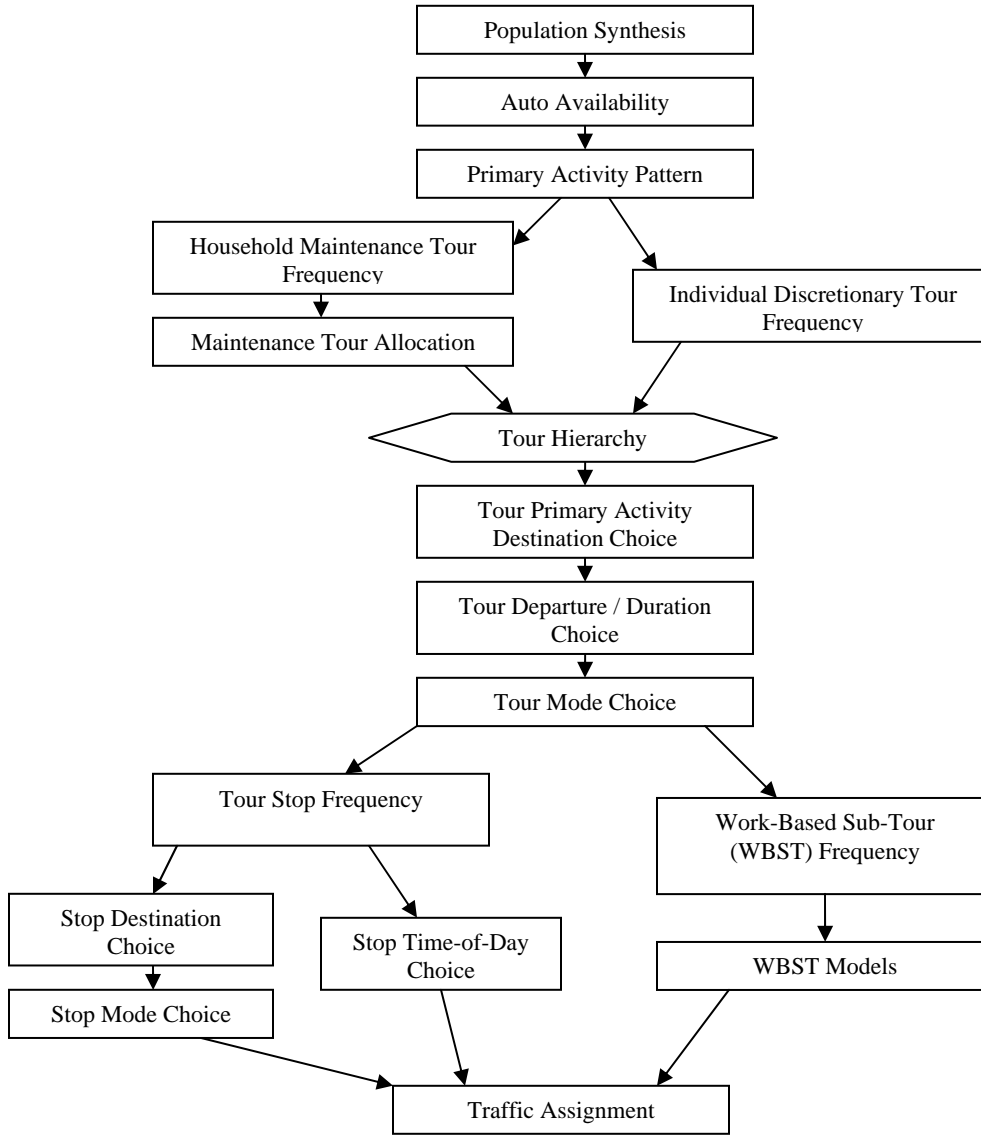 Population Synthesis
Auto Availability
Primary Activity Pattern
Household Maintenance Tour
Frequency
Individual Discretionary Tour
Frequency
Maintenance Tour Allocation
Tour Hierarchy
Tour Primary Activity
Destination Choice
Tour Departure / Duration
Choice
Tour Mode Choice
Tour Stop Frequency
Work-Based Sub-Tour
(WBST) Frequency
Stop Destination
Choice
Stop Time-of-Day
Choice
WBST Models
Stop Mode Choice
Traffic Assignment